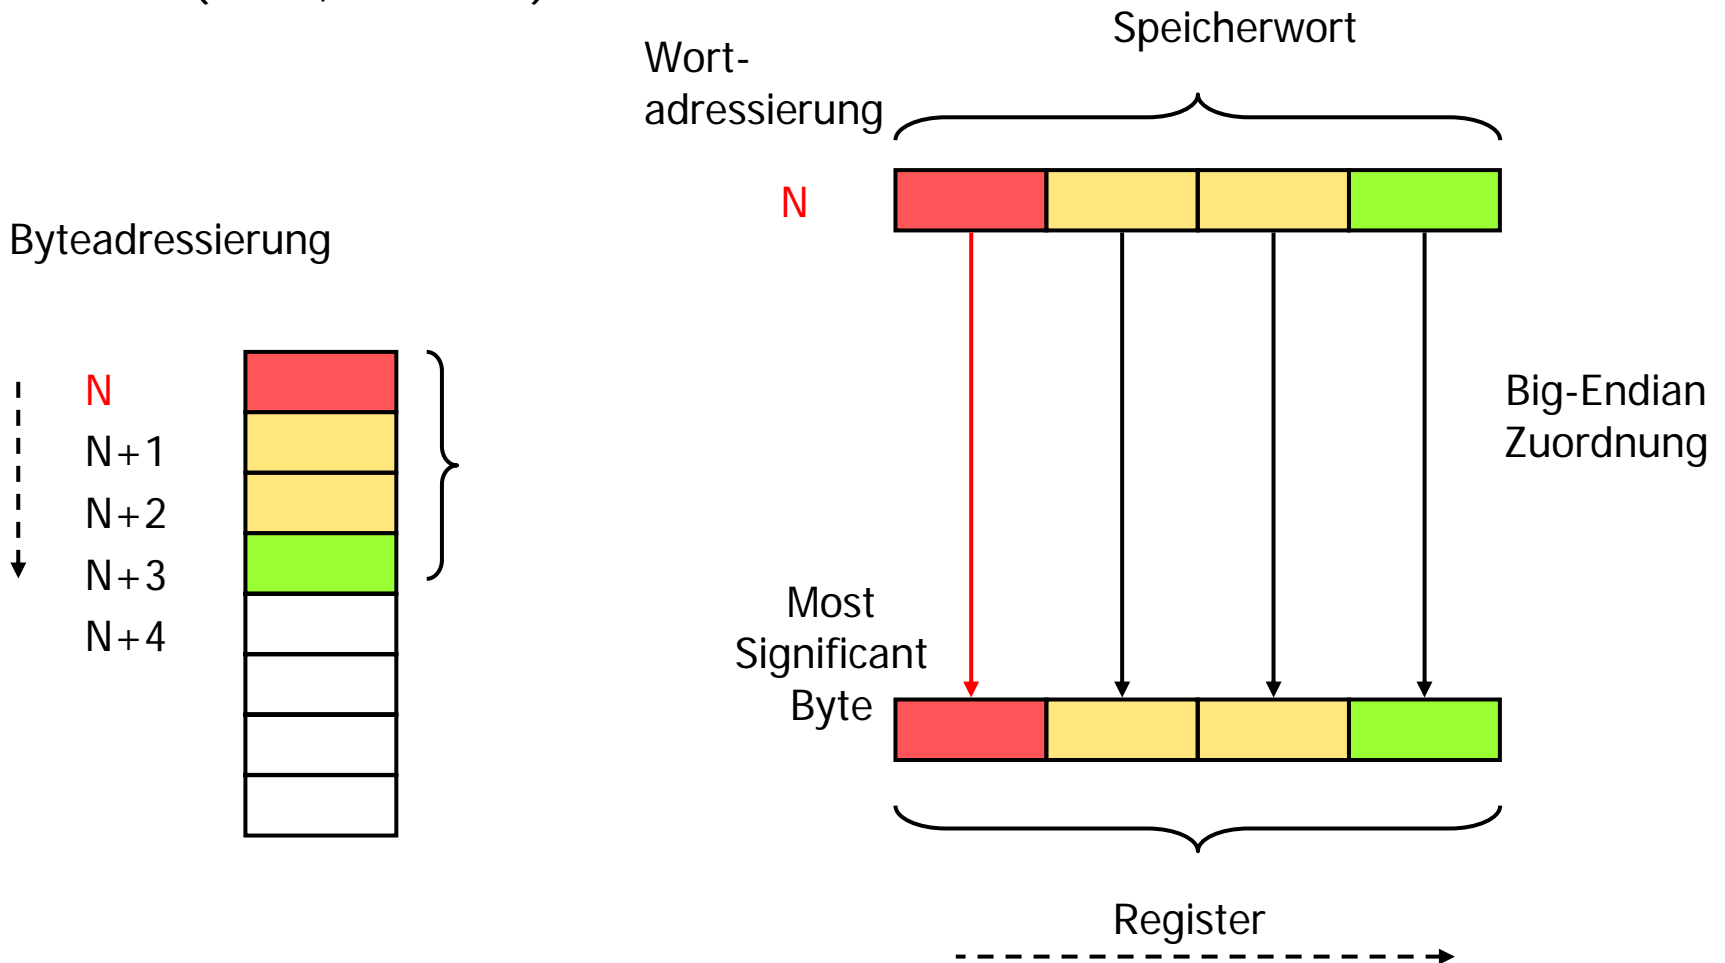 Speicherwort
Wort-
adressierung
N
Byteadressierung
N
N+1
N+2
N+3
N+4
Big-Endian
Zuordnung
Most
Significant
Byte
Register